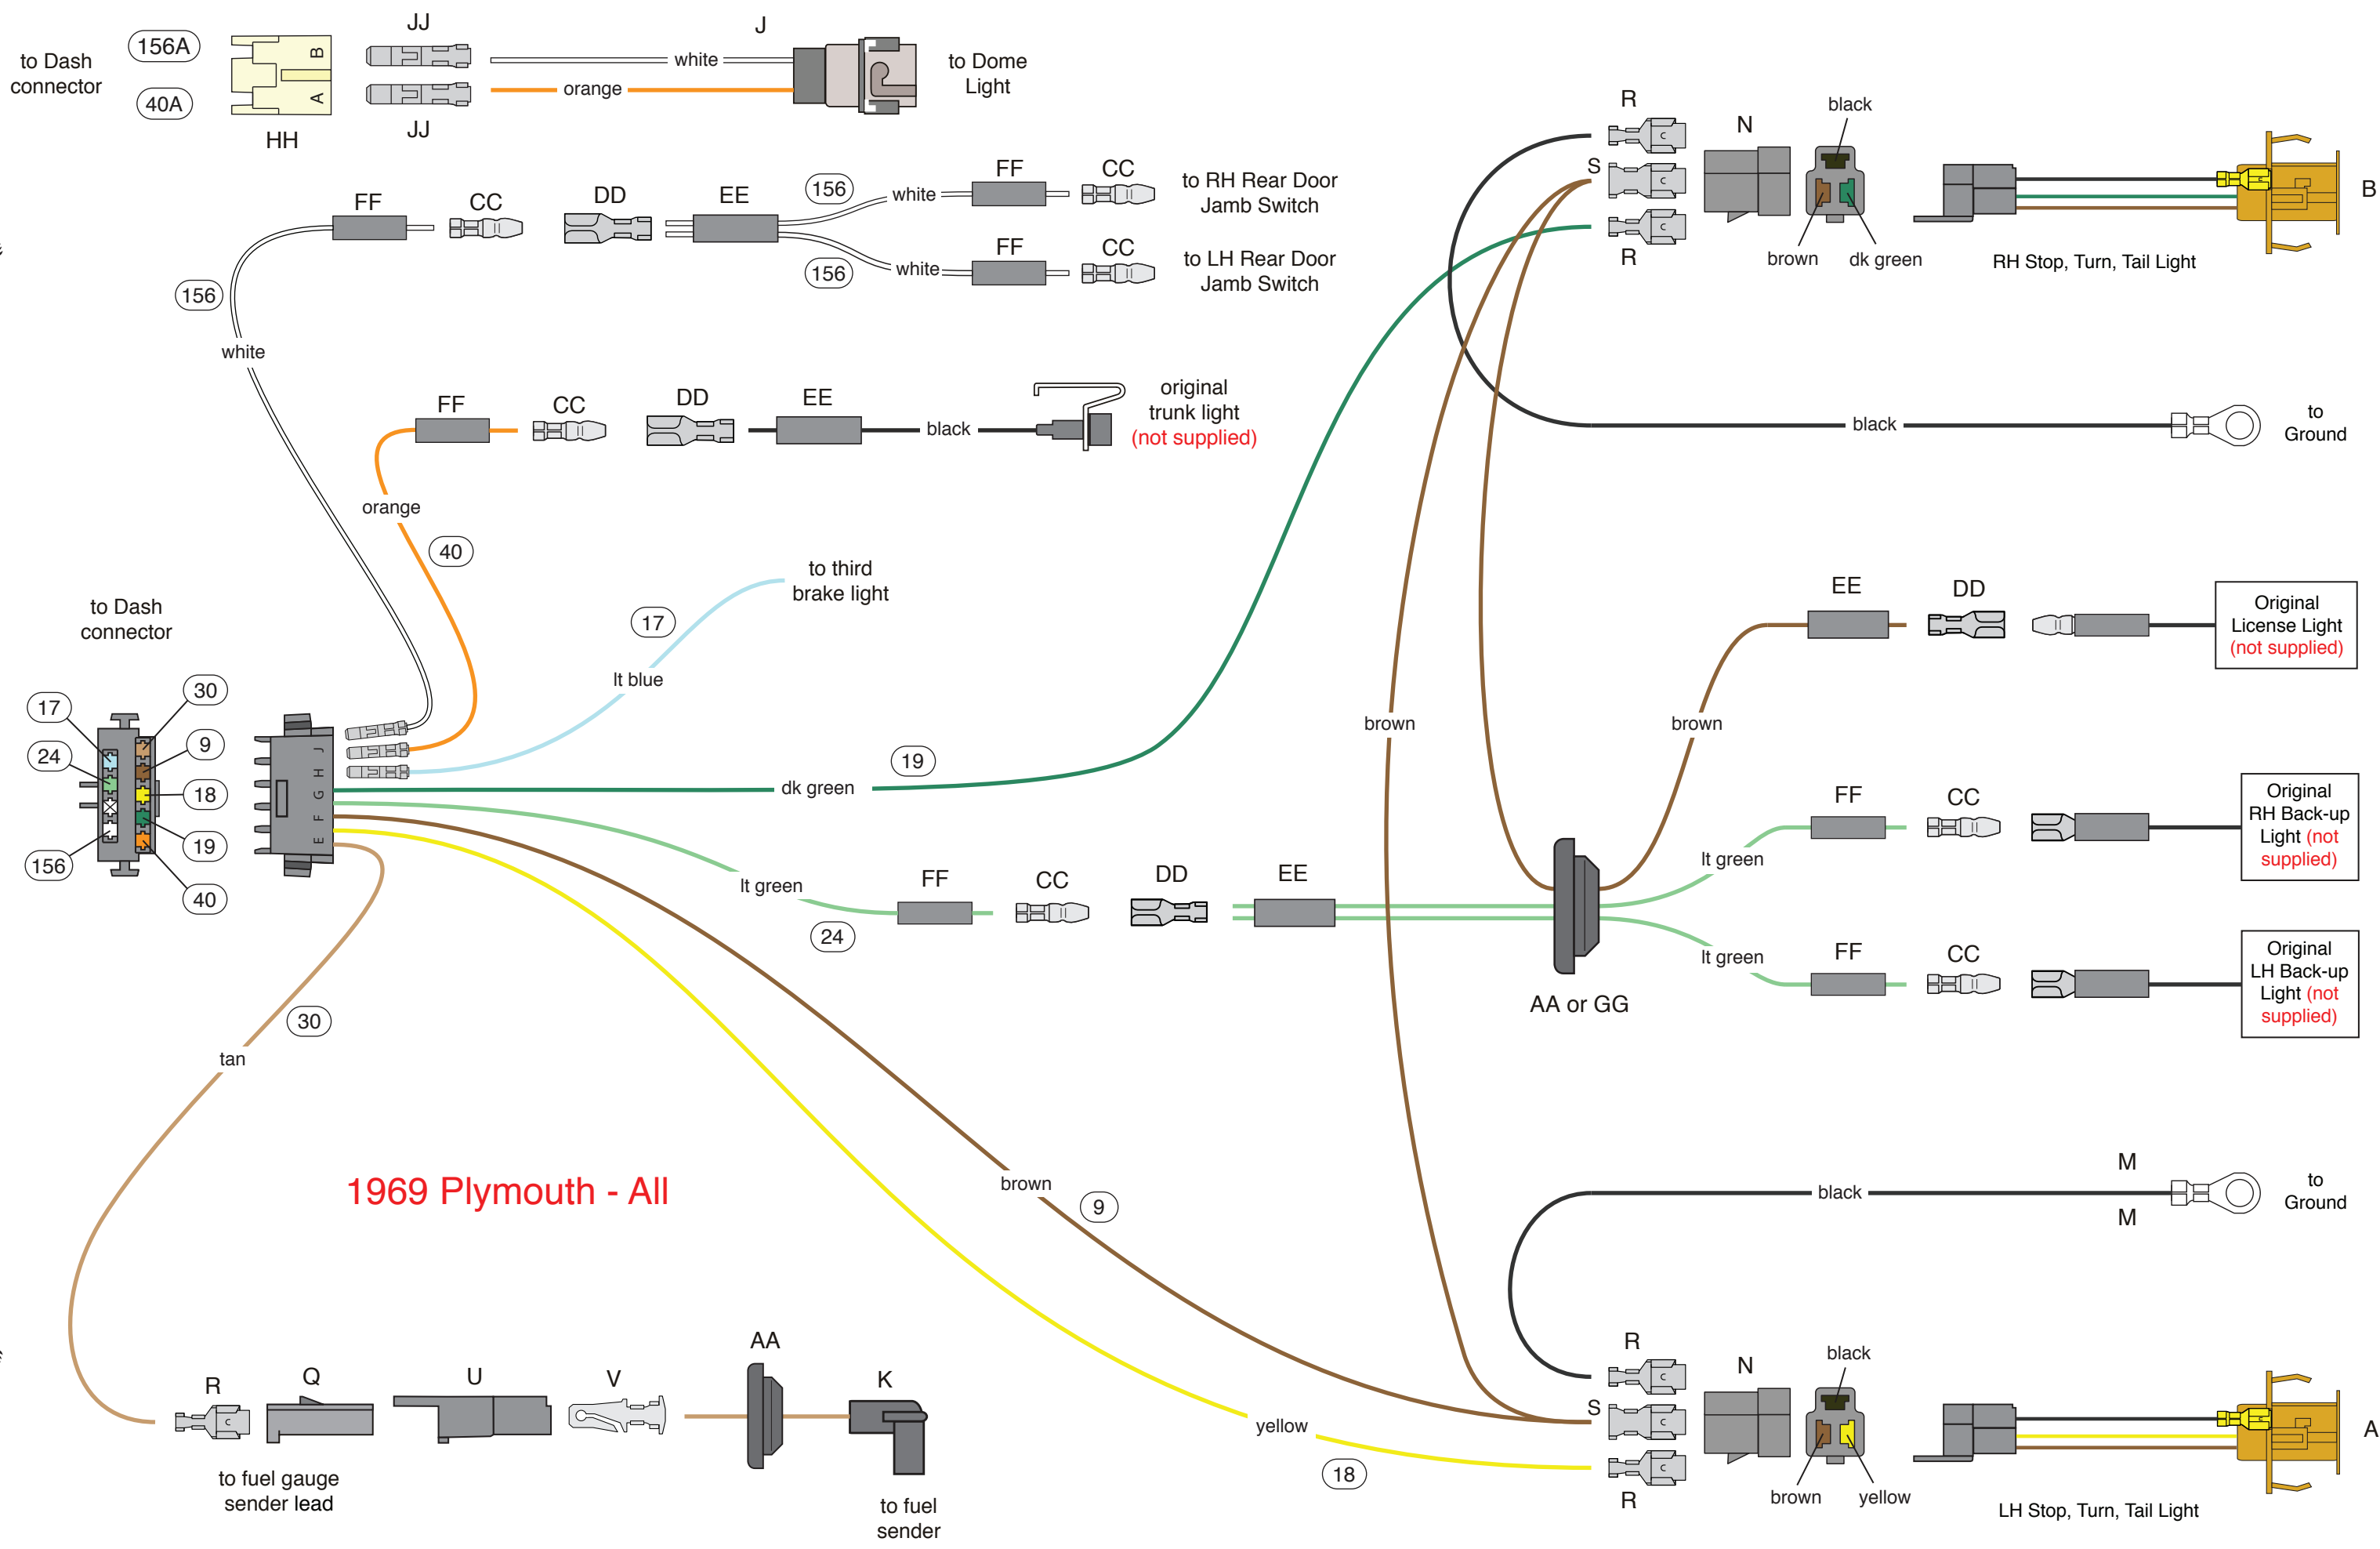 to Dash
connector
156A
40A
B
A
HH
JJ
JJ
white
orange
J
to Dome
Light
FF
CC
DD
EE
156
156
white
white
FF
CC
to RH Rear Door
Jamb Switch
FF
CC
to LH Rear Door
Jamb Switch
156
white
FF
CC
DD
EE
black
original
trunk light
(not supplied)
orange
40
to third
brake light
17
lt blue
to Dash
connector
17
24
156
30
9
18
19
40
J
H
G
F
E
dk green
19
lt green
24
FF
CC
DD
EE
30
tan
1969 Plymouth - All
brown
9
yellow
18
R
C
Q
U
V
AA
K
to fuel gauge
sender lead
to fuel
sender
R
C
S
C
R
C
N
black
brown
dk green
RH Stop, Turn, Tail Light
C
B
black
to
Ground
brown
brown
EE
DD
Original
License Light
(not supplied)
lt green
FF
CC
Original
RH Back-up
Light (not
supplied)
AA or GG
lt green
FF
CC
Original
LH Back-up
Light (not
supplied)
black
M
M
to
Ground
R
C
S
C
R
C
N
black
brown
yellow
LH Stop, Turn, Tail Light
C
A